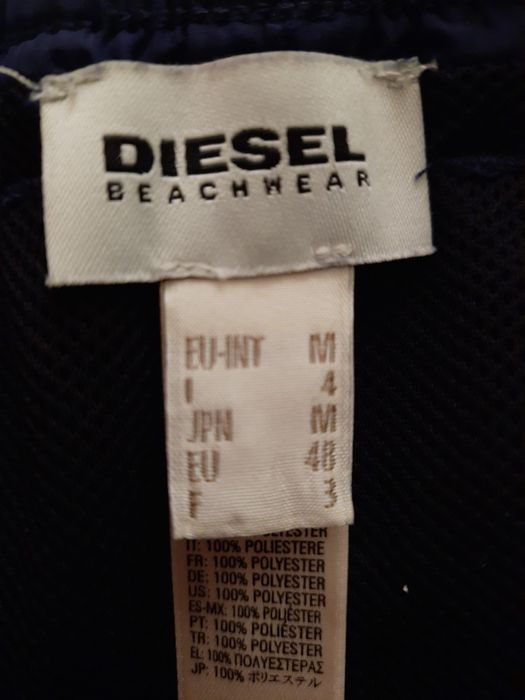 DIESEL
BEACHWEAR
EU-INT M
I 4
JPN M
EU 48
F 3
POLYESTER
IT: 100% POLIESTERE
FR: 100% POLYESTER
DE: 100% POLYESTER
US: 100% POLYESTER
ES-MX: 100% POLIÉSTER
PT: 100% POLIÉSTER
TR: 100% POLYESTER
EL: 100% ΠΟΛΥΕΣΤΕΡΑΣ
JP: 100% ポリエステル